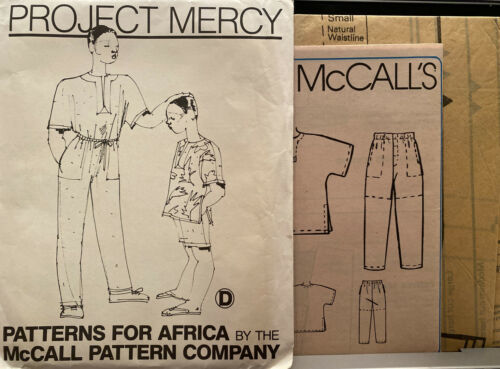 PROJECT MERCY
D
PATTERNS FOR AFRICA BY THE
McCALL PATTERN COMPANY
McCALL'S
Small
Natural
Waistline